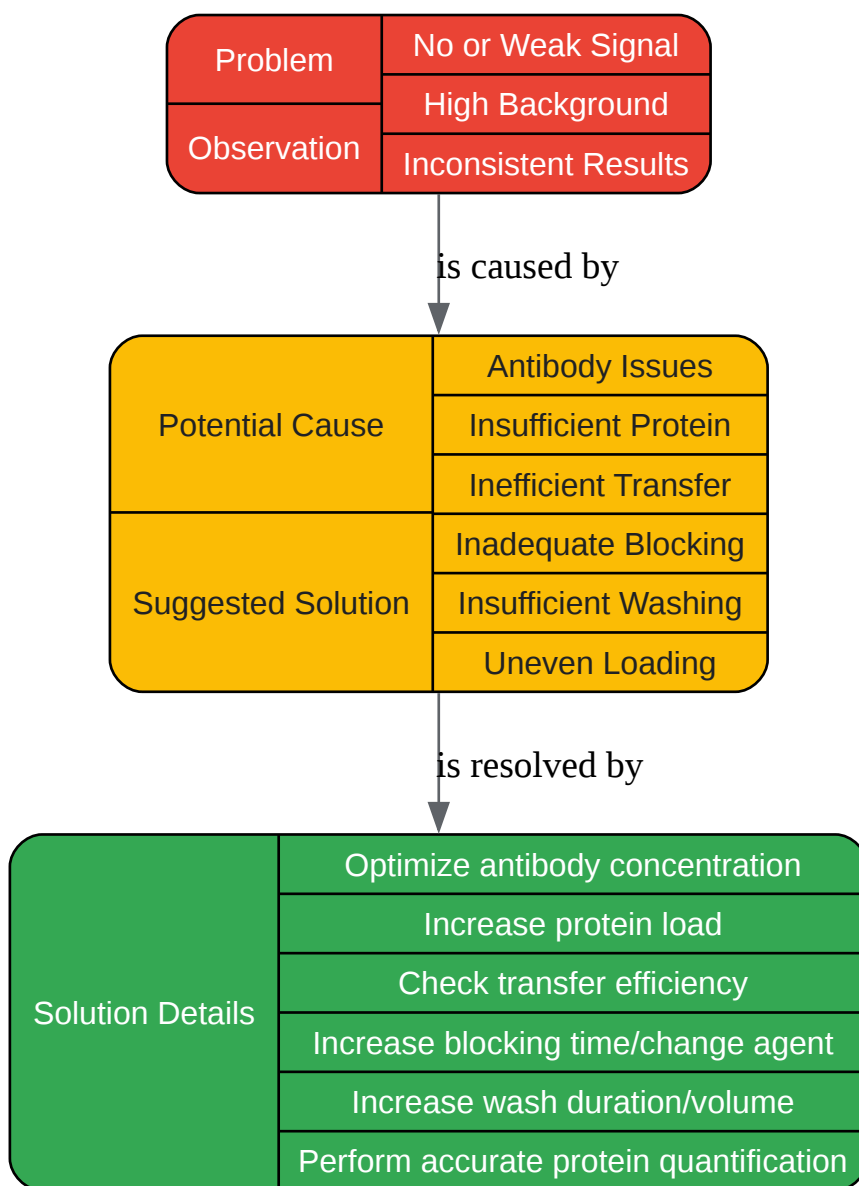 Problem
Observation
No or Weak Signal
High Background
Inconsistent Results
is caused by
Potential Cause
Suggested Solution
Antibody Issues
Insufficient Protein
Inefficient Transfer
Inadequate Blocking
Insufficient Washing
Uneven Loading
is resolved by
Solution Details
Optimize antibody concentration
Increase protein load
Check transfer efficiency
Increase blocking time/change agent
Increase wash duration/volume
Perform accurate protein quantification